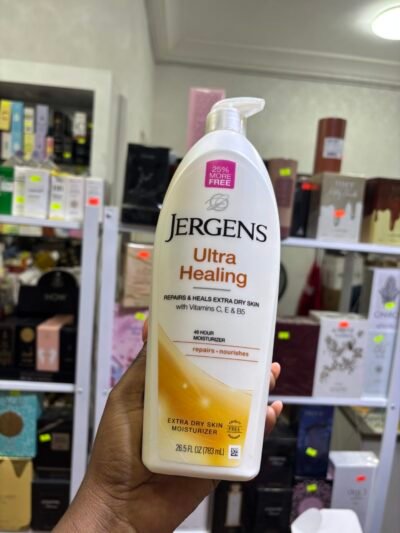 25%
MORE
FREE
JERGENS
Ultra
Healing
REPAIRS & HEALS EXTRA DRY SKIN
with Vitamins C, E & B5
48 HOUR
MOISTURIZER
repairs • nourishes
EXTRA DRY SKIN
MOISTURIZER
FREE
26.5 FL OZ (783 mL)